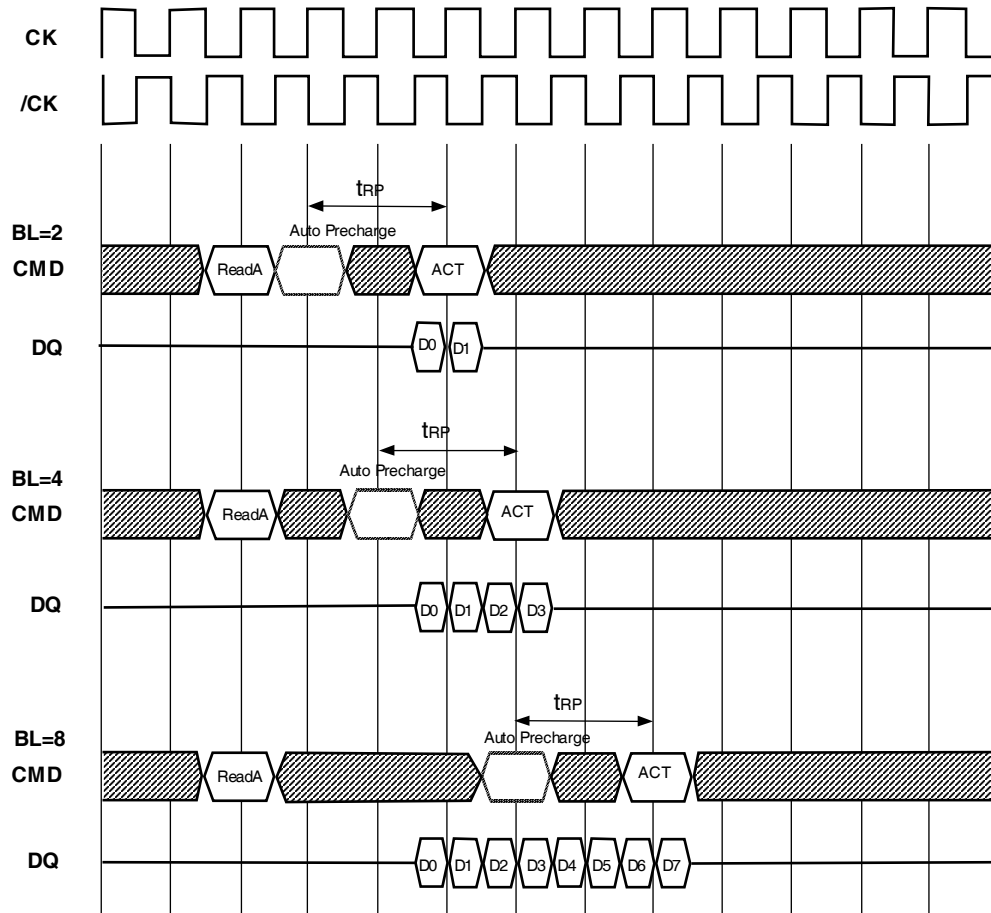 CK
/CK
tRP
BL=2
Auto Precharge
CMD
ReadA
ACT
DQ
D0 D1
tRP
BL=4
Auto Precharge
CMD
ReadA
ACT
DQ
D0 D1 D2 D3
tRP
BL=8
Auto Precharge
CMD
ReadA
ACT
DQ
D0 D1 D2 D3 D4 D5 D6 D7